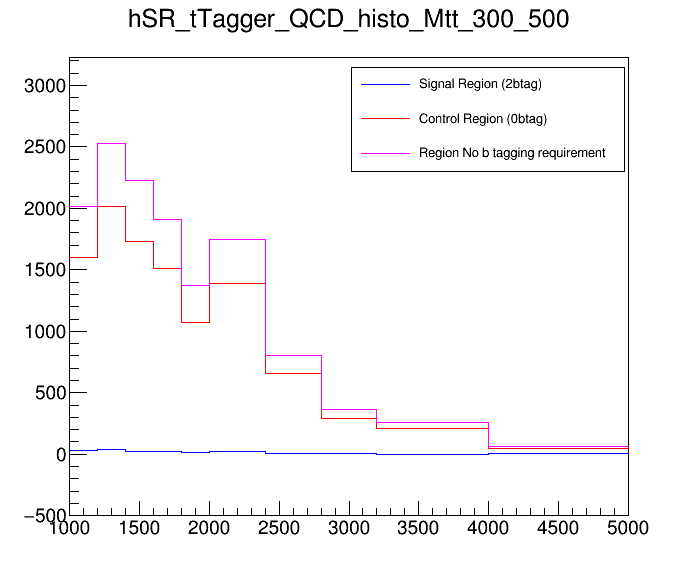 hSR_tTagger_QCD_histo_Mtt_300_500
Signal Region (2btag)
Control Region (0btag)
Region No b tagging requirement
3000
2500
2000
1500
1000
500
0
−500
1000 1500 2000 2500 3000 3500 4000 4500 5000